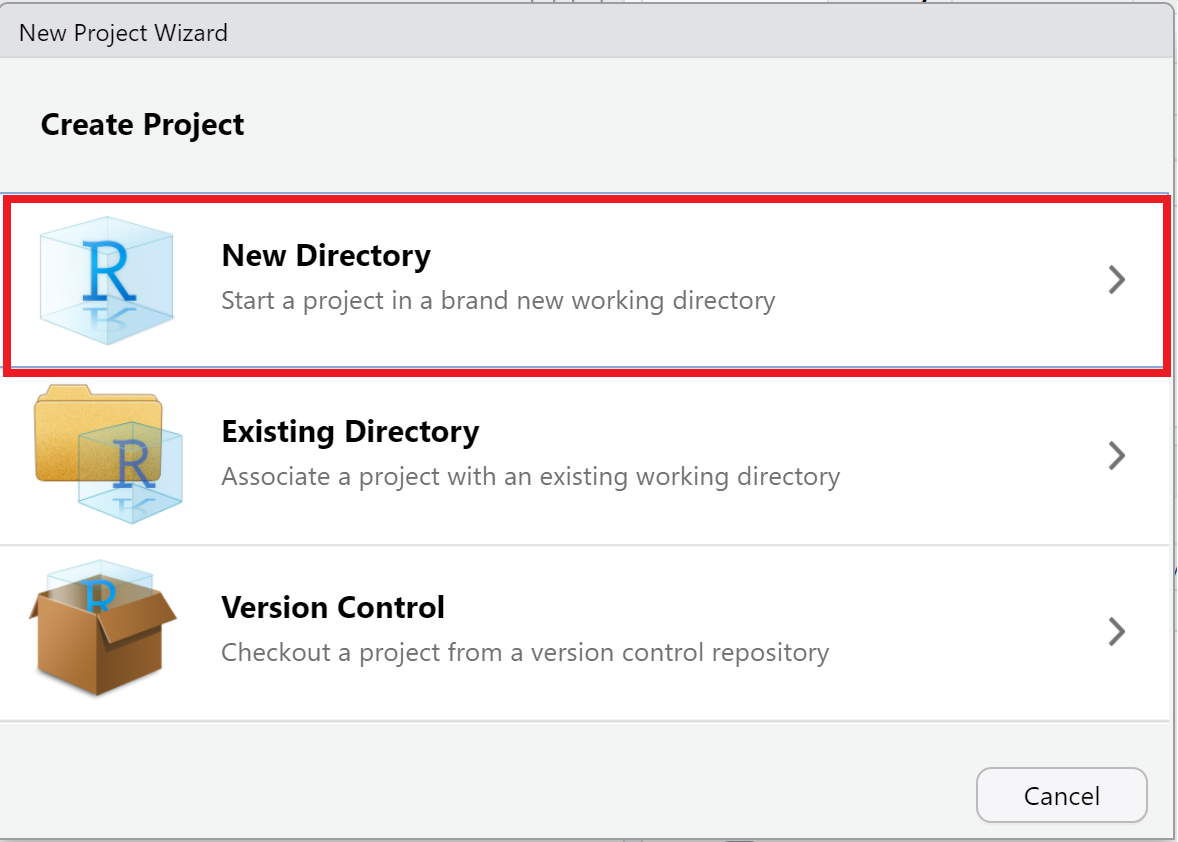 New Project Wizard
Create Project
R
New Directory
Start a project in a brand new working directory
R
Existing Directory
Associate a project with an existing working directory
R
Version Control
Checkout a project from a version control repository
Cancel